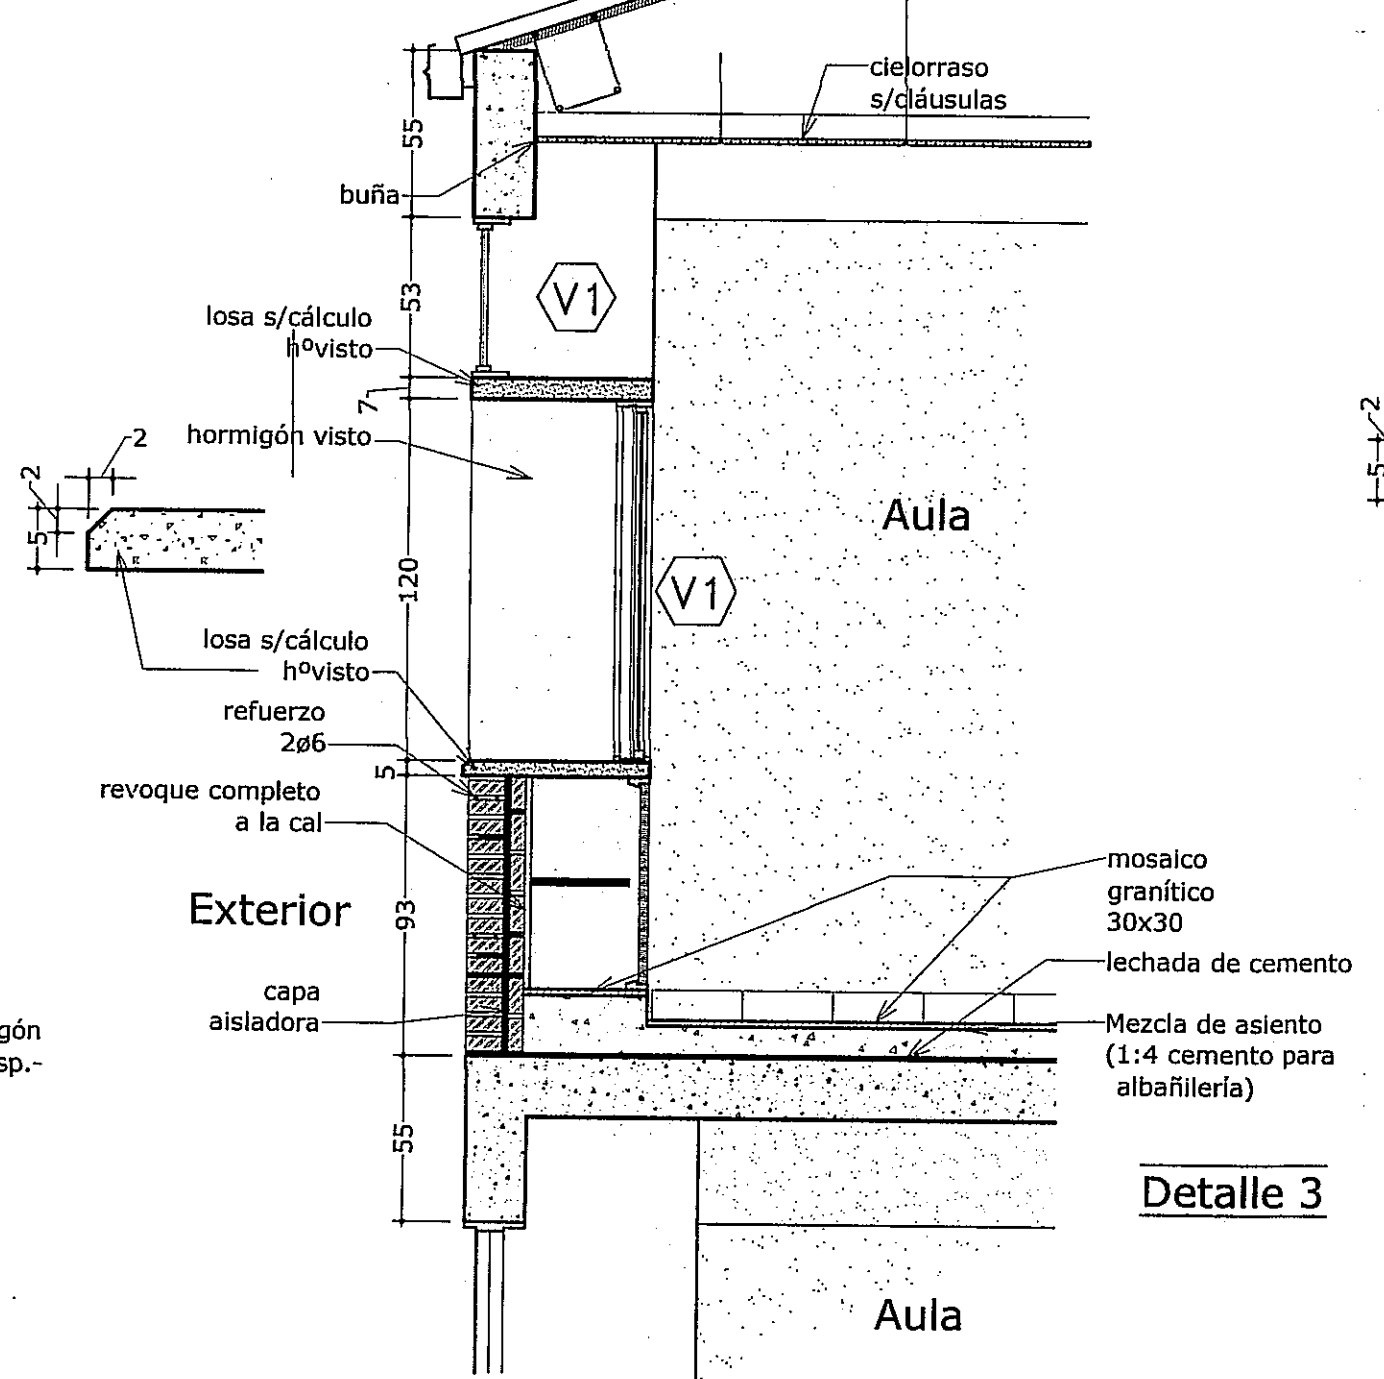 cielorraso
s/cláusulas
55
buña
53
V1
losa s/cálculo
hºvisto
7
hormigón visto
2
2
5
2
5
Aula
120
V1
losa s/cálculo
hºvisto
refuerzo
2ø6
5
revoque completo
a la cal
Exterior
93
mosaico
granítico
30x30
lechada de cemento
capa
aisladora
Mezcla de asiento
(1:4 cemento para
albañilería)
gón
sp.-
55
Detalle 3
Aula